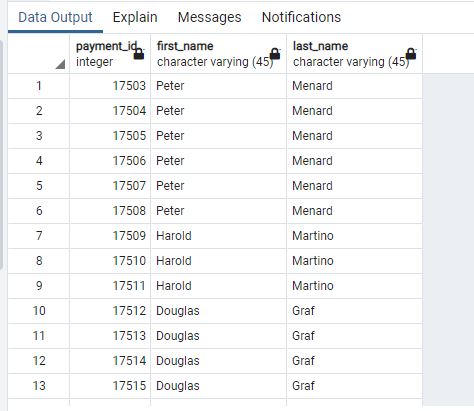 Data Output Explain Messages Notifications
payment_id first_name last_name
integer character varying (45) character varying (45)
1 17503 Peter Menard
2 17504 Peter Menard
3 17505 Peter Menard
4 17506 Peter Menard
5 17507 Peter Menard
6 17508 Peter Menard
7 17509 Harold Martino
8 17510 Harold Martino
9 17511 Harold Martino
10 17512 Douglas Graf
11 17513 Douglas Graf
12 17514 Douglas Graf
13 17515 Douglas Graf